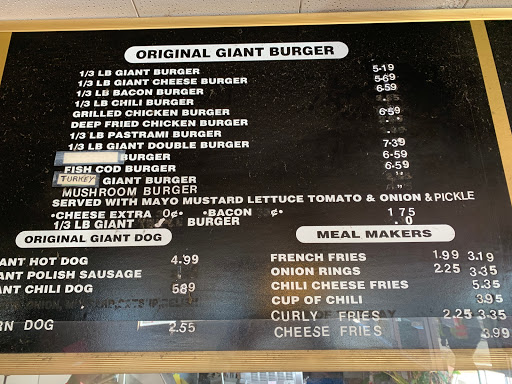 ORIGINAL GIANT BURGER
1/3 LB GIANT BURGER 5.19
1/3 LB GIANT CHEESE BURGER 5.69
1/3 LB BACON BURGER 6.59
1/3 LB CHILI BURGER
GRILLED CHICKEN BURGER 6.59
DEEP FRIED CHICKEN BURGER
1/3 LB PASTRAMI BURGER
1/3 LB GIANT DOUBLE BURGER 7.39
BURGER 6.59
FISH COD BURGER 6.59
TURKEY GIANT BURGER
MUSHROOM BURGER
SERVED WITH MAYO MUSTARD LETTUCE TOMATO & ONION & PICKLE
•CHEESE EXTRA 0¢• •BACON ¢• 1 75
1/3 LB GIANT BURGER .0
ORIGINAL GIANT DOG
ANT HOT DOG 4.99
ANT POLISH SAUSAGE
ANT CHILI DOG 589
RN DOG 2.55
MEAL MAKERS
FRENCH FRIES 1.99 3.19
ONION RINGS 2.25 3.35
CHILI CHEESE FRIES 5.35
CUP OF CHILI 3.95
CURLY FRIES 2.25 3.35
CHEESE FRIES 3.99